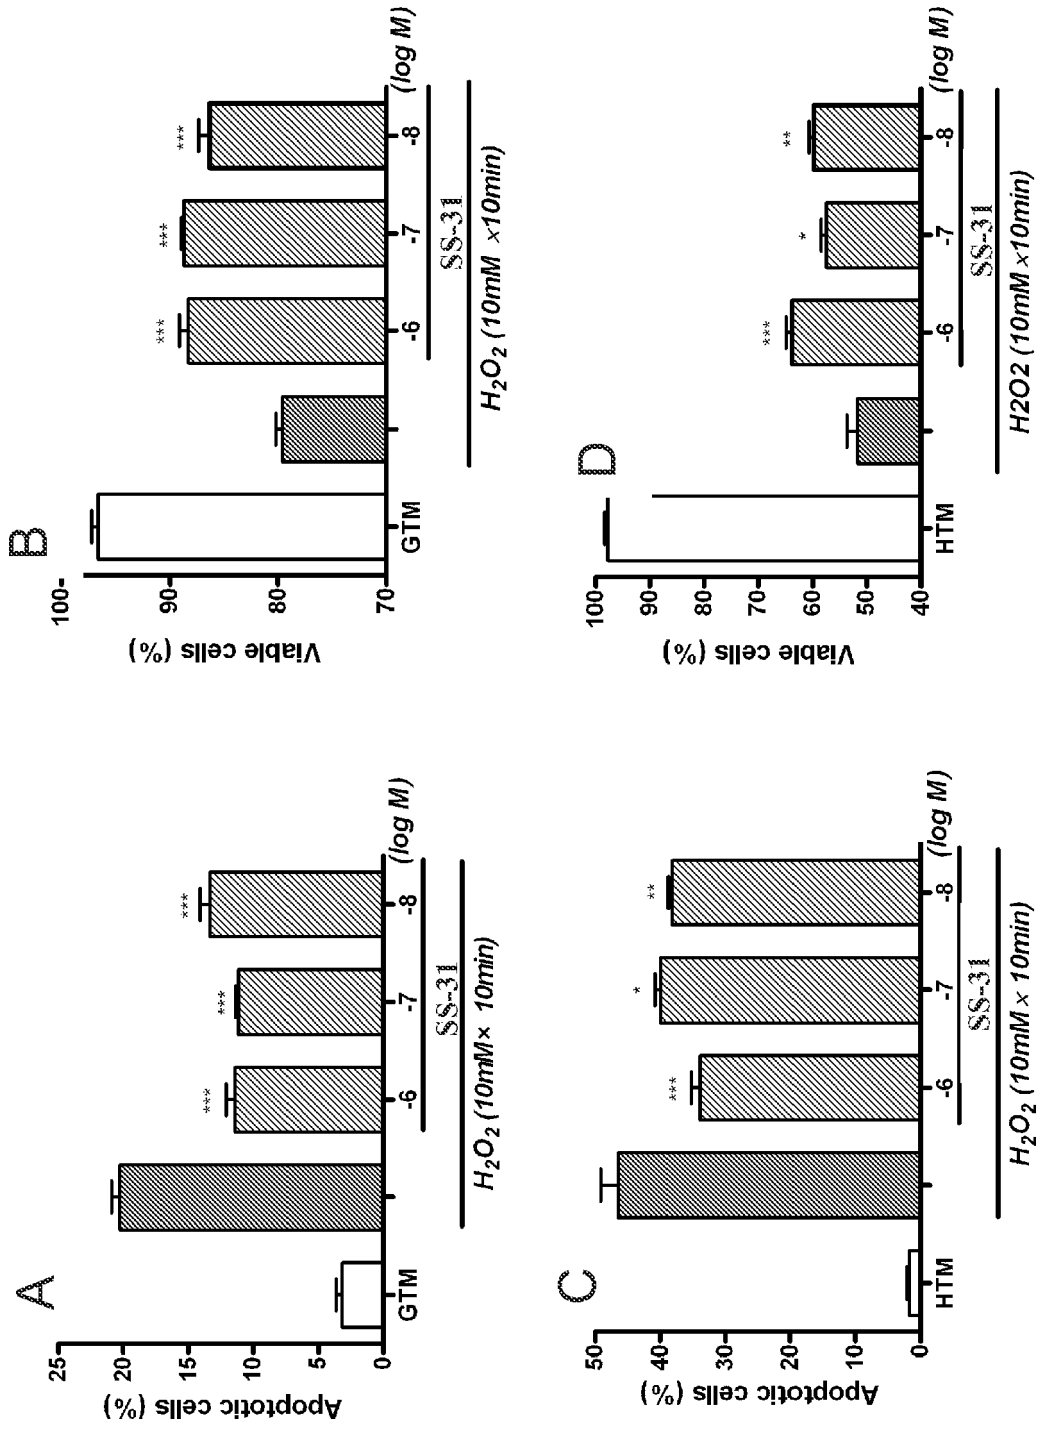 A
Apoptotic cells (%)
25
20
15
10
5
0
***
***
***
GTM
-6
-7
-8
(log M)
SS-31
H2O2 (10mM× 10min)
B
Viable cells (%)
100-
90
80
70
***
***
***
GTM
-6
-7
-8
(log M)
SS-31
H2O2 (10mM ×10min)
C
Apoptotic cells (%)
50
40
30
20
10
0
***
*
**
HTM
-6
-7
-8
(log M)
SS-31
H2O2 (10mM × 10min)
D
Viable cells (%)
100
90
80
70
60
50
40
***
*
**
HTM
-6
-7
-8
(log M)
SS-31
H2O2 (10mM ×10min)